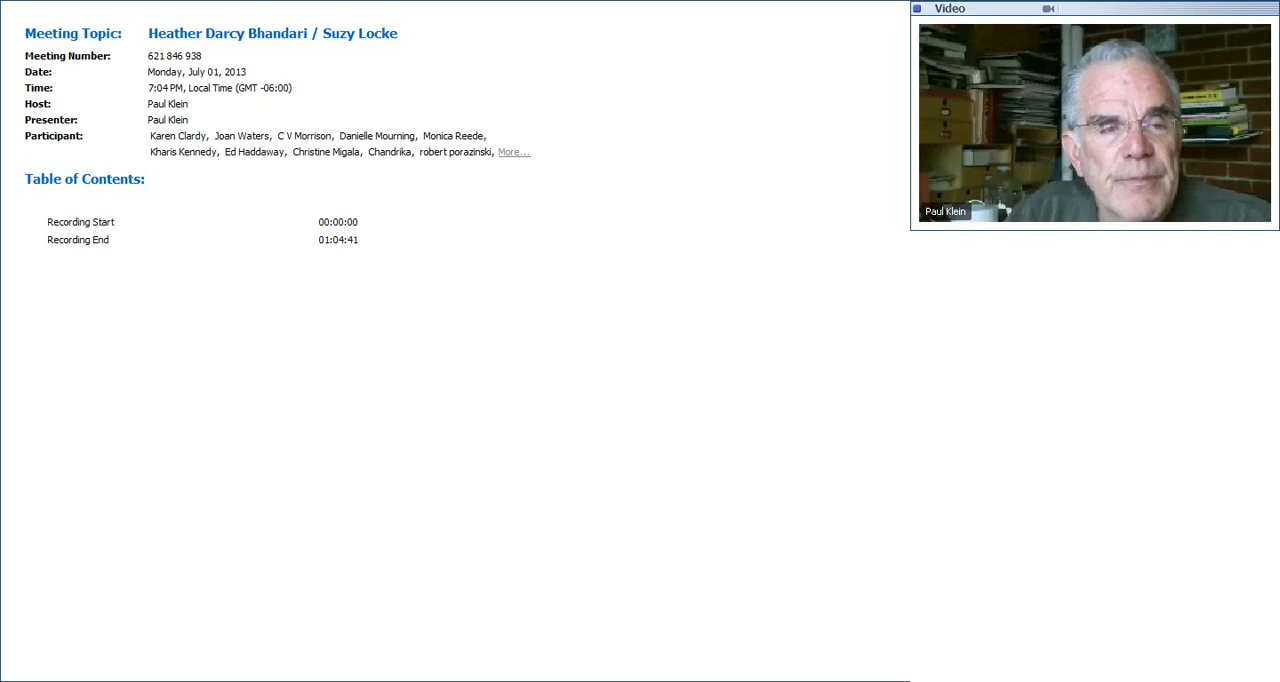 Meeting Topic: Heather Darcy Bhandari / Suzy Locke
Meeting Number: 621 846 938
Date: Monday, July 01, 2013
Time: 7:04 PM, Local Time (GMT -06:00)
Host: Paul Klein
Presenter: Paul Klein
Participant: Karen Clardy, Joan Waters, C V Morrison, Danielle Mourning, Monica Reede,
Kharis Kennedy, Ed Haddaway, Christine Migala, Chandrika, robert porazinski, More...
Table of Contents:
Recording Start 00:00:00
Recording End 01:04:41
Video
Paul Klein